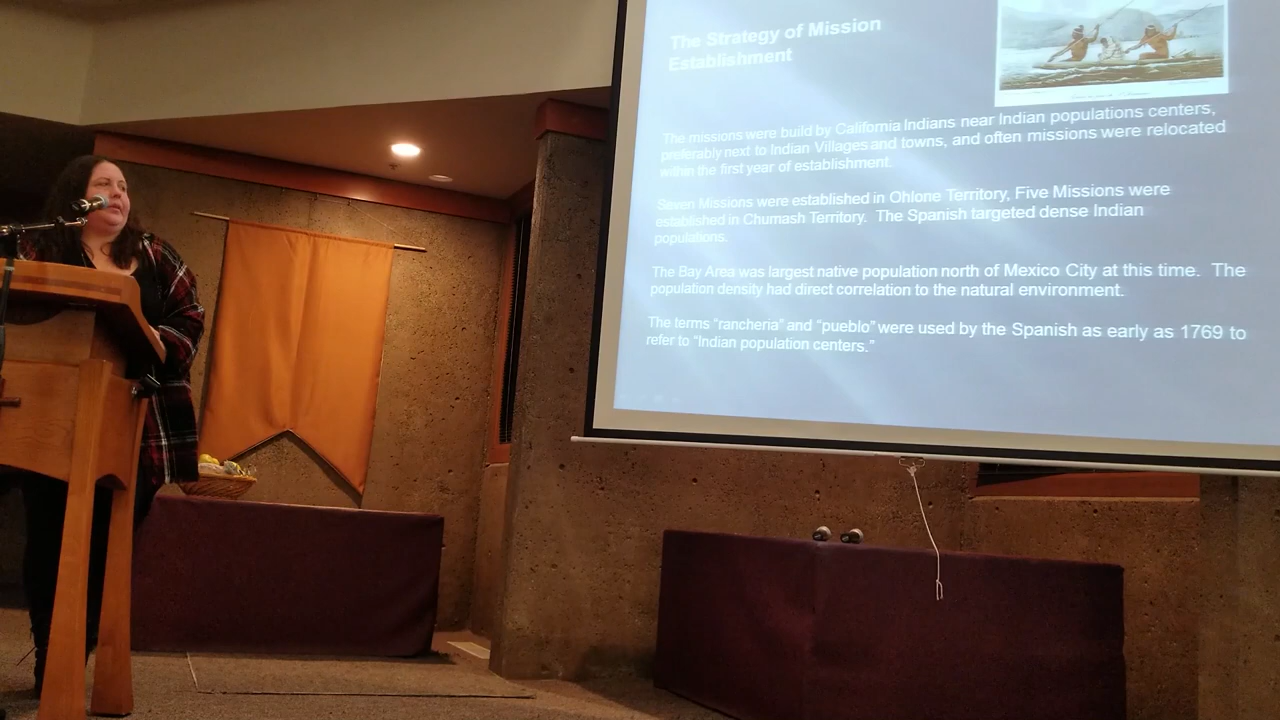 The Strategy of Mission
Establishment
The missions were build by California Indians near Indian populations centers,
preferably next to Indian Villages and towns, and often missions were relocated
within the first year of establishment.
Seven Missions were established in Ohlone Territory, Five Missions were
established in Chumash Territory. The Spanish targeted dense Indian
populations.
The Bay Area was largest native population north of Mexico City at this time. The
population density had direct correlation to the natural environment.
The terms “rancheria” and “pueblo” were used by the Spanish as early as 1769 to
refer to “Indian population centers.”